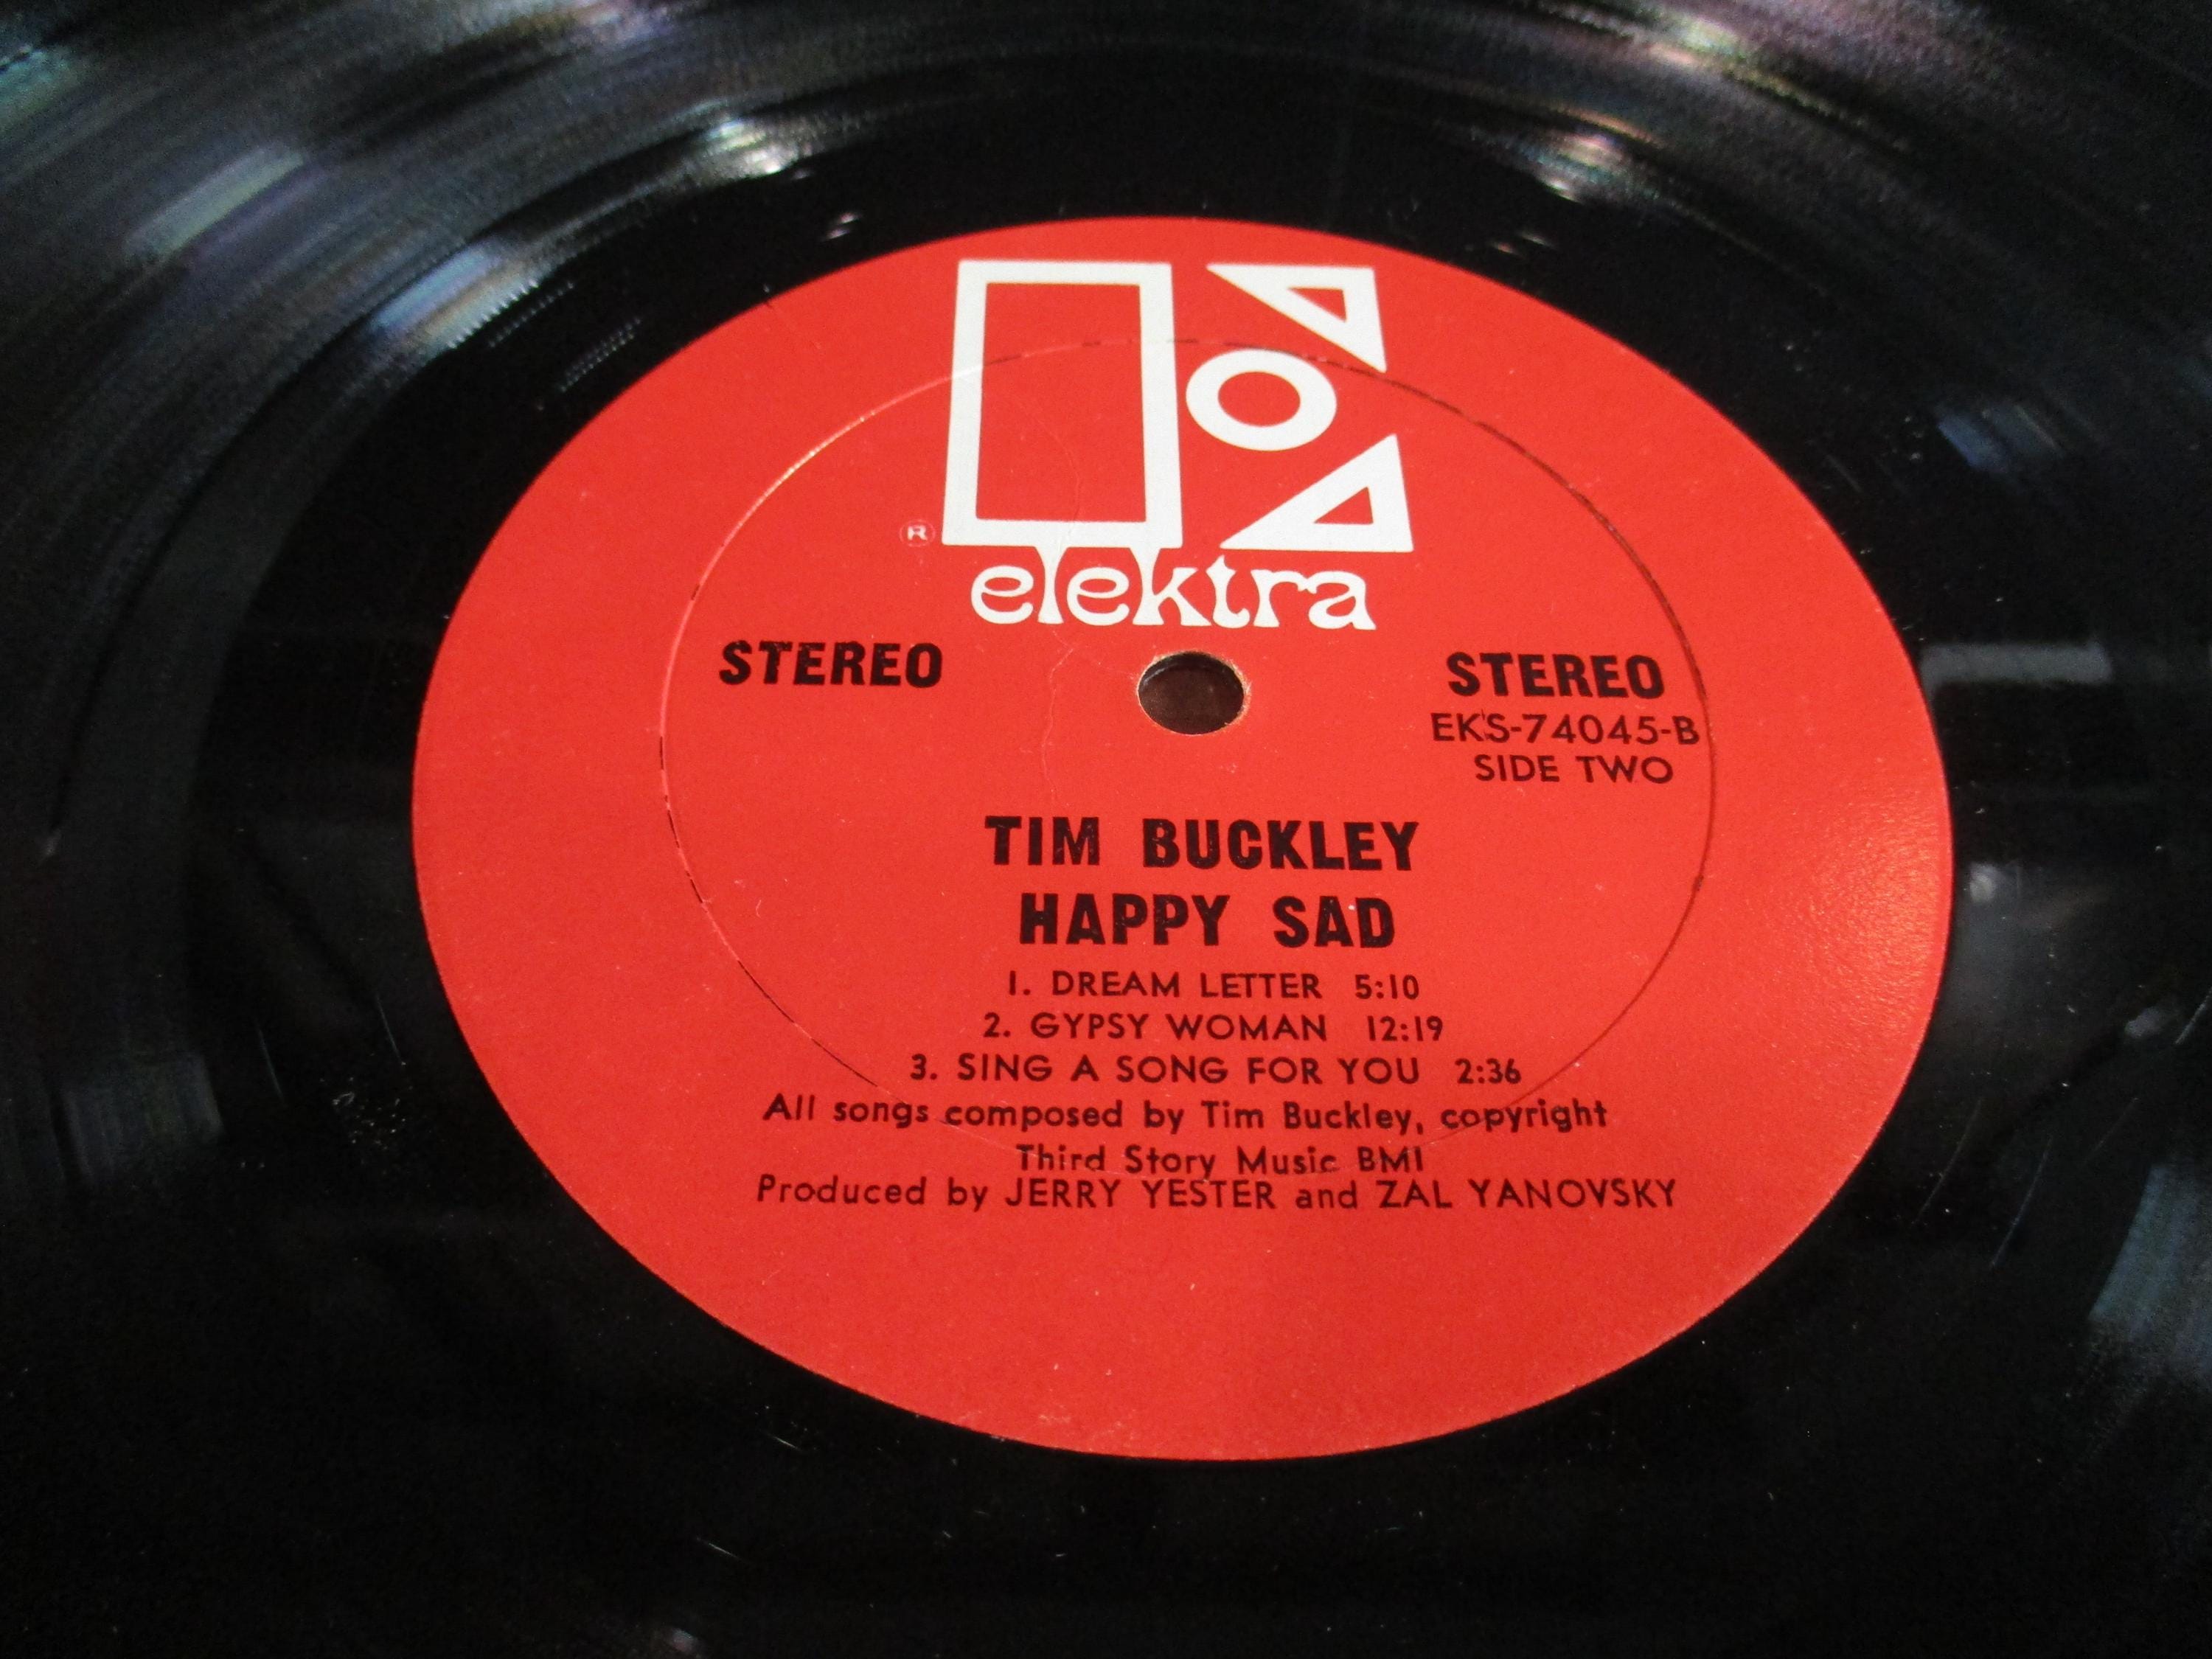 ®
elektra
STEREO
STEREO
EKS-74045-B
SIDE TWO
TIM BUCKLEY
HAPPY SAD
1. DREAM LETTER 5:10
2. GYPSY WOMAN 12:19
3. SING A SONG FOR YOU 2:36
All songs composed by Tim Buckley, copyright
Third Story Music BMI
Produced by JERRY YESTER and ZAL YANOVSKY